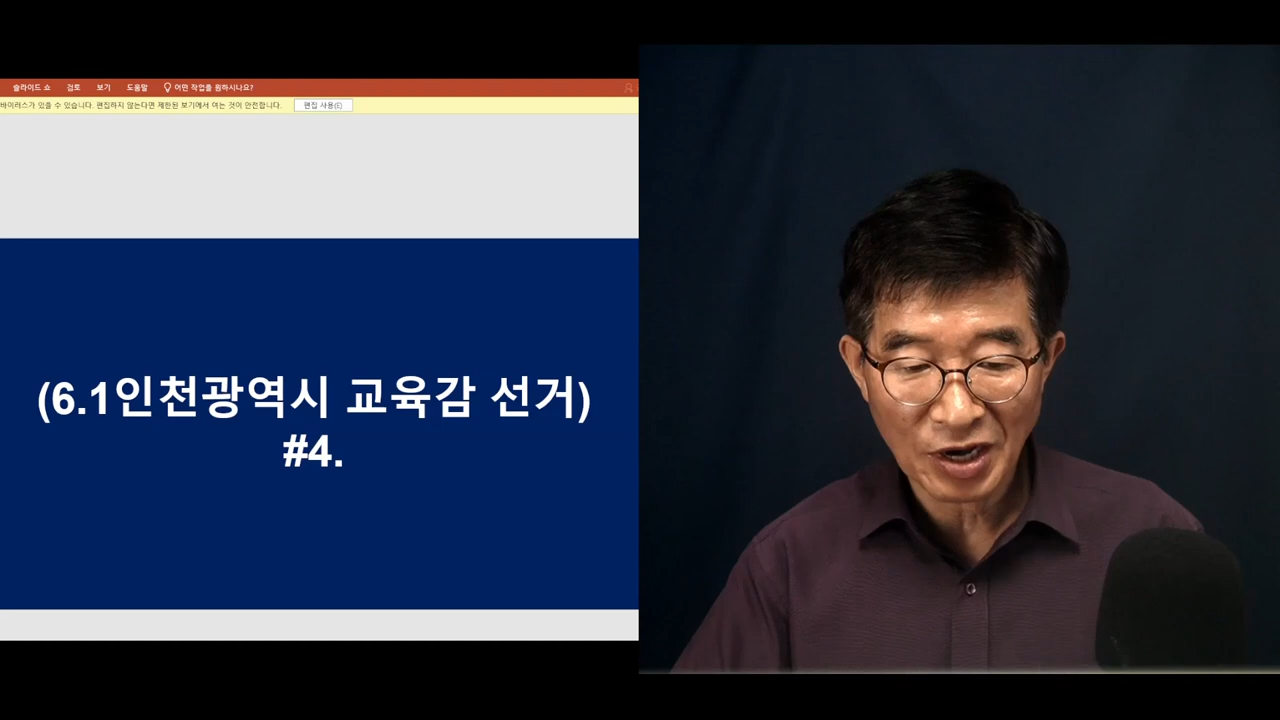 슬라이드 쇼 검토 보기 도움말 어떤 작업을 원하시나요?
바이러스가 있을 수 있습니다. 편집하지 않는다면 제한된 보기에서 여는 것이 안전합니다. 편집 사용(E)
(6.1인천광역시 교육감 선거)
#4.